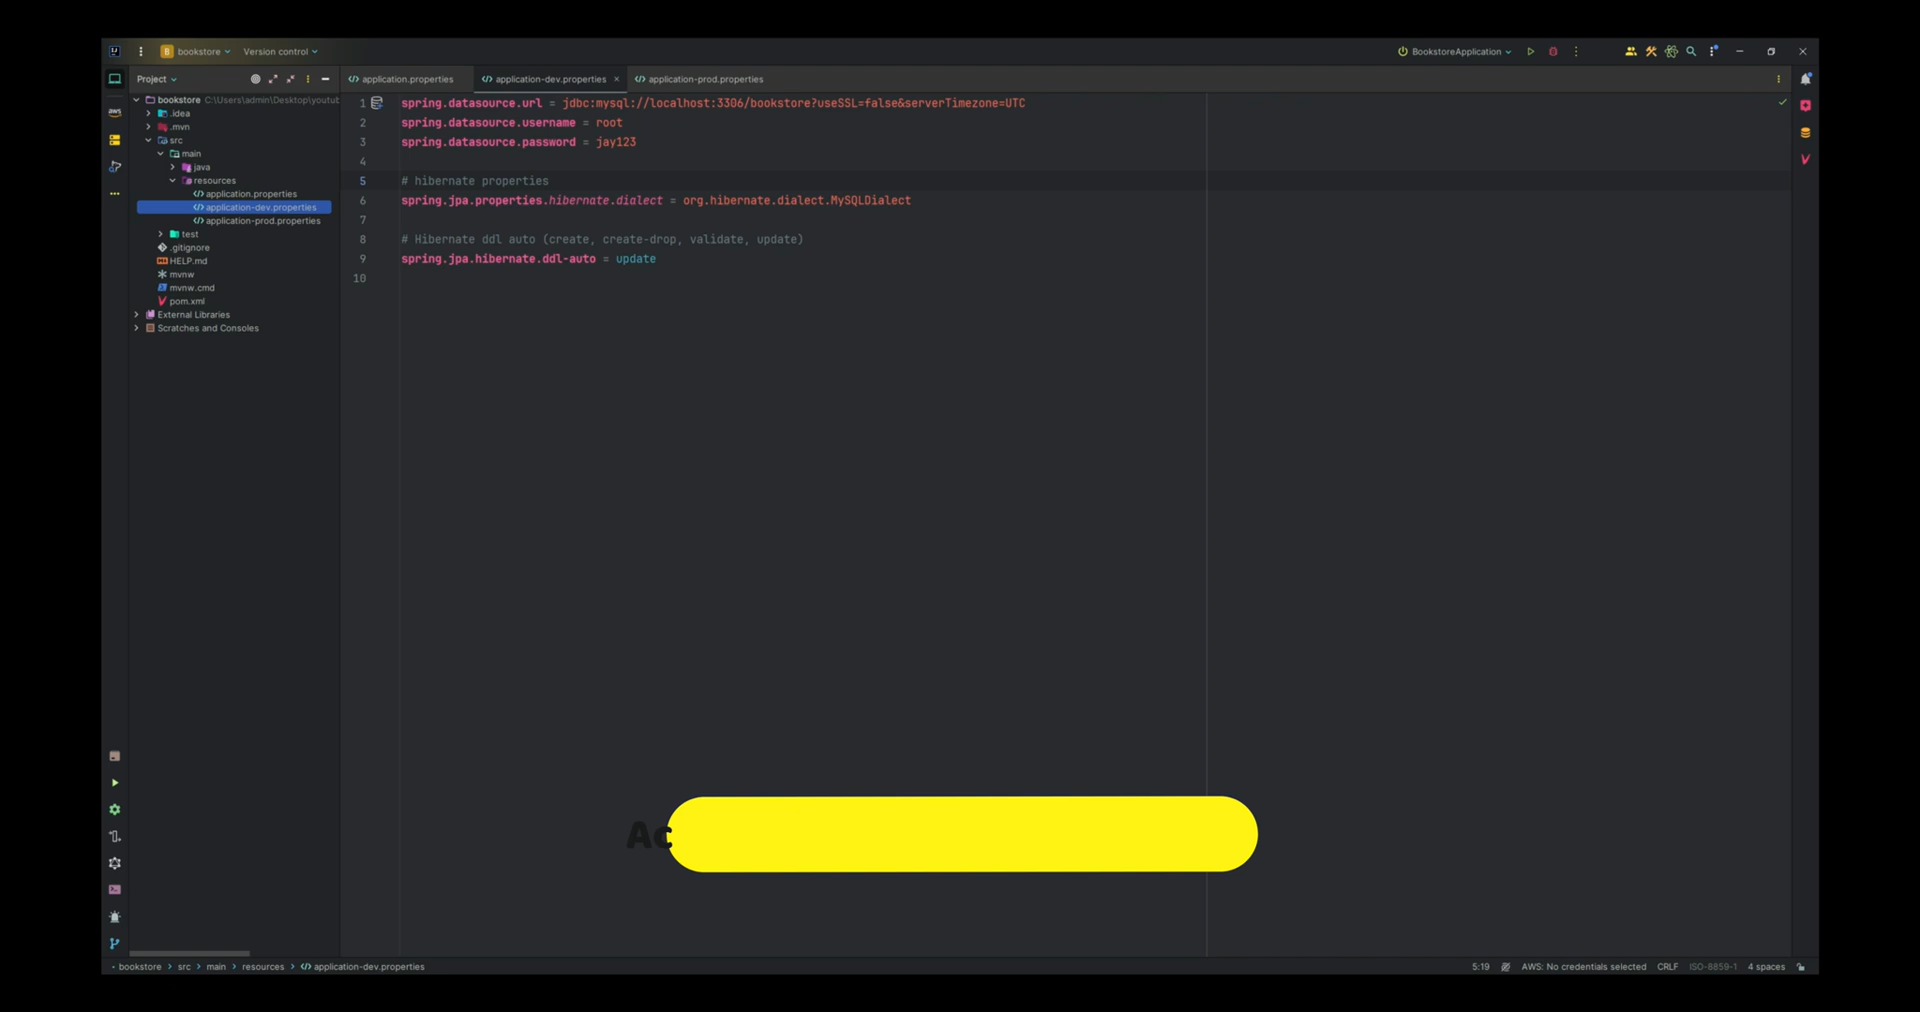 bookstore Version control BookstoreApplication
Project
application.properties application-dev.properties application-prod.properties
bookstore C:\Users\admin\Desktop\youtub
.idea
.mvn
src
main
java
resources
application.properties
application-dev.properties
application-prod.properties
test
.gitignore
HELP.md
mvnw
mvnw.cmd
pom.xml
External Libraries
Scratches and Consoles
aws
1 spring.datasource.url = jdbc:mysql://localhost:3306/bookstore?useSSL=false&serverTimezone=UTC
2 spring.datasource.username = root
3 spring.datasource.password = jay123
4
5 # hibernate properties
6 spring.jpa.properties.hibernate.dialect = org.hibernate.dialect.MySQLDialect
7
8 # Hibernate ddl auto (create, create-drop, validate, update)
9 spring.jpa.hibernate.ddl-auto = update
10
Ac
bookstore > src > main > resources > application-dev.properties
5:19 AWS: No credentials selected CRLF ISO-8859-1 4 spaces